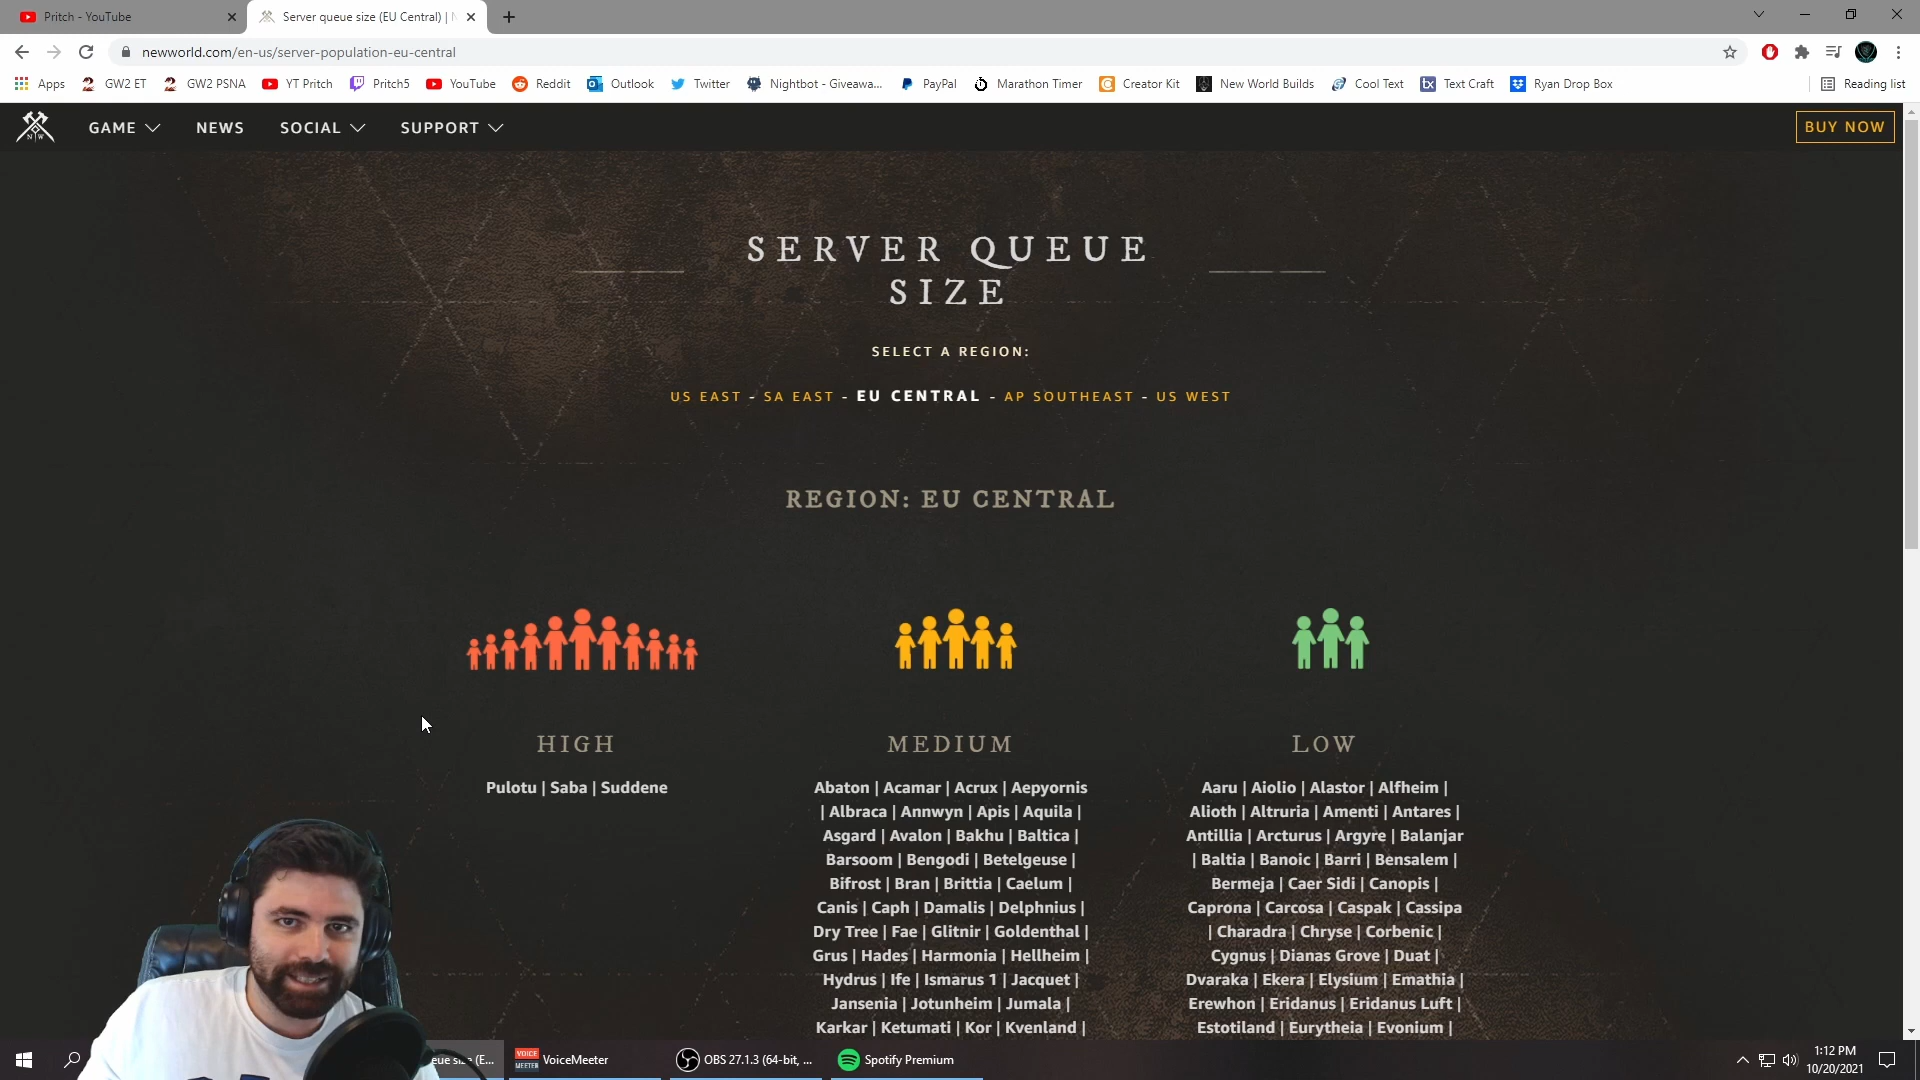 Pritch - YouTube
Server queue size (EU Central) | N
newworld.com/en-us/server-population-eu-central
Apps GW2 ET GW2 PSNA YT Pritch Pritch5 YouTube Reddit Outlook Twitter Nightbot - Giveawa... PayPal Marathon Timer Creator Kit New World Builds Cool Text Text Craft Ryan Drop Box Reading list
GAME NEWS SOCIAL SUPPORT BUY NOW
SERVER QUEUE
SIZE
SELECT A REGION:
US EAST - SA EAST - EU CENTRAL - AP SOUTHEAST - US WEST
REGION: EU CENTRAL
HIGH
Pulotu | Saba | Suddene
MEDIUM
Abaton | Acamar | Acrux | Aepyornis
| Albraca | Annwyn | Apis | Aquila |
Asgard | Avalon | Bakhu | Baltica |
Barsoom | Bengodi | Betelgeuse |
Bifrost | Bran | Brittia | Caelum |
Canis | Caph | Damalis | Delphnius |
Dry Tree | Fae | Glitnir | Goldenthal |
Grus | Hades | Harmonia | Hellheim |
Hydrus | Ife | Ismarus 1 | Jacquet |
Jansenia | Jotunheim | Jumala |
Karkar | Ketumati | Kor | Kvenland |
LOW
Aaru | Aiolio | Alastor | Alfheim |
Alioth | Altruria | Amenti | Antares |
Antillia | Arcturus | Argyre | Balanjar
| Baltia | Banoic | Barri | Bensalem |
Bermeja | Caer Sidi | Canopis |
Caprona | Carcosa | Caspak | Cassipa
| Charadra | Chryse | Corbenic |
Cygnus | Dianas Grove | Duat |
Dvaraka | Ekera | Elysium | Emathia |
Erewhon | Eridanus | Eridanus Luft |
Estotiland | Eurytheia | Evonium |
eue size (E...
VOICE MEETER VoiceMeeter
OBS 27.1.3 (64-bit, ...
Spotify Premium
1:12 PM
10/20/2021